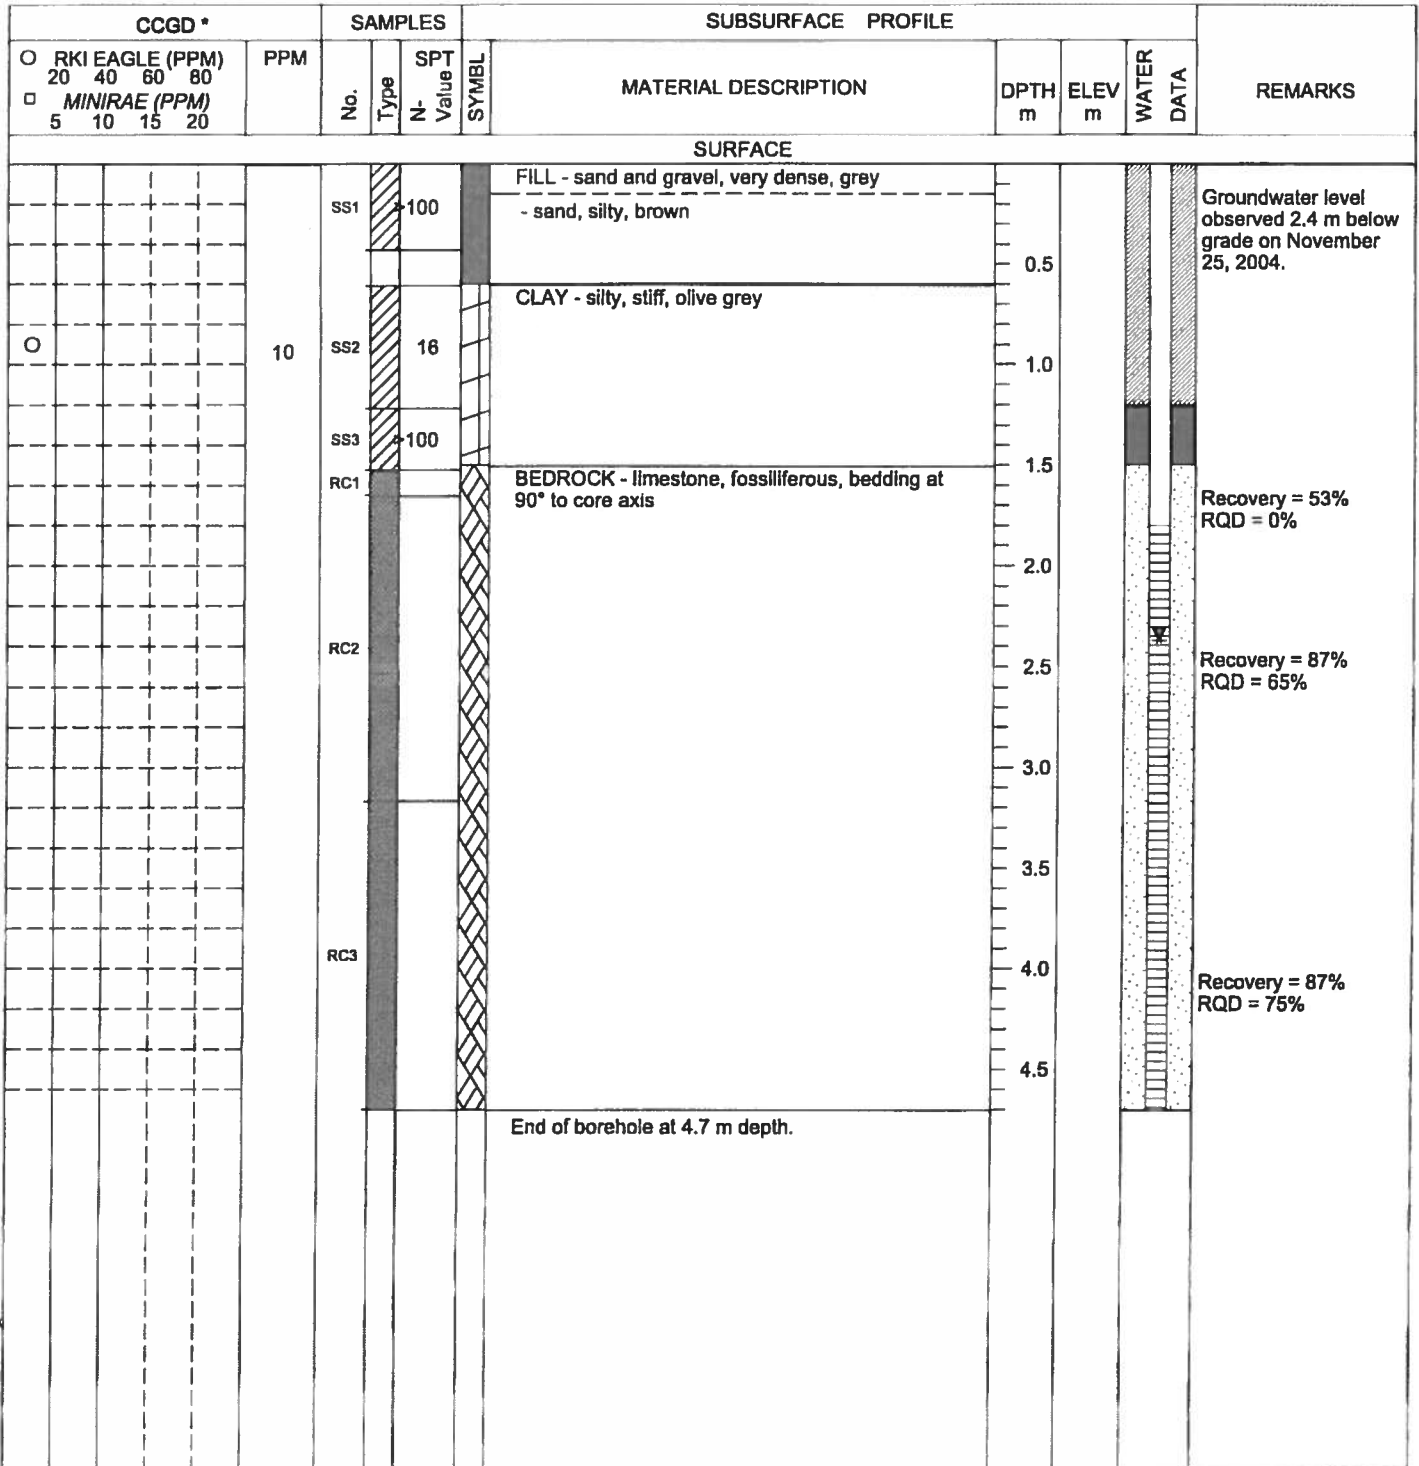 CCGD *
SAMPLES
SUBSURFACE PROFILE
○ RKI EAGLE (PPM)
20 40 60 80
□ MINIRAE (PPM)
5 10 15 20
PPM
No.
Type
SPT
N- Value
SYMBL
MATERIAL DESCRIPTION
DPTH
m
ELEV
m
WATER
DATA
REMARKS
SURFACE
FILL - sand and gravel, very dense, grey
SS1 >100
- sand, silty, brown
Groundwater level
observed 2.4 m below
grade on November
25, 2004.
0.5
CLAY - silty, stiff, olive grey
10 SS2 16
1.0
SS3 >100
1.5
RC1
BEDROCK - limestone, fossiliferous, bedding at
90° to core axis
Recovery = 53%
RQD = 0%
2.0
RC2
2.5
Recovery = 87%
RQD = 65%
3.0
3.5
RC3
4.0
Recovery = 87%
RQD = 75%
4.5
End of borehole at 4.7 m depth.